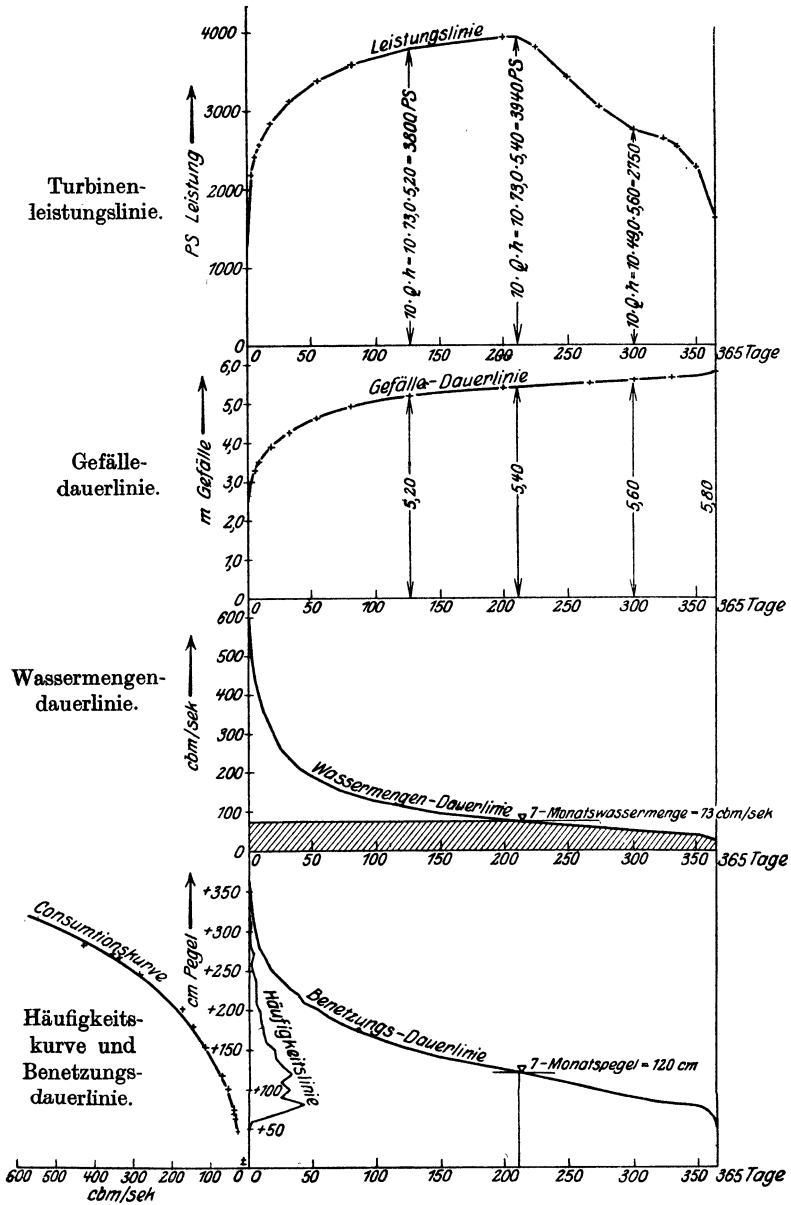 Turbinen-
leistungslinie.
PS Leistung
4000
3000
2000
1000
0
Leistungslinie
10·Q·h=10·73,0·5,20=3800PS
10·Q·h=10·73,0·5,40=3940PS
10·Q·h=10·49,0·5,60=2750
0 50 100 150 200 250 300 350 365 Tage
Gefälle-
dauerlinie.
m Gefälle
6,0
5,0
4,0
3,0
2,0
1,0
0
Gefälle-Dauerlinie
5,20
5,40
5,60
5,80
0 50 100 150 200 250 300 350 365 Tage
Wassermengen-
dauerlinie.
cbm/sek
600
500
400
300
200
100
0
Wassermengen-Dauerlinie
7-Monatswassermenge=73 cbm/sek
0 50 100 150 200 250 300 350 365 Tage
Häufigkeits-
kurve und
Benetzungs-
dauerlinie.
Consumtionskurve
cm Pegel
+350
+300
+250
+200
+150
+100
+50
±
Häufigkeitslinie
Benetzungs-Dauerlinie
7-Monatspegel=120 cm
600 500 400 300 200 100 0
cbm/sek
0 50 100 150 200 250 300 350 365 Tage